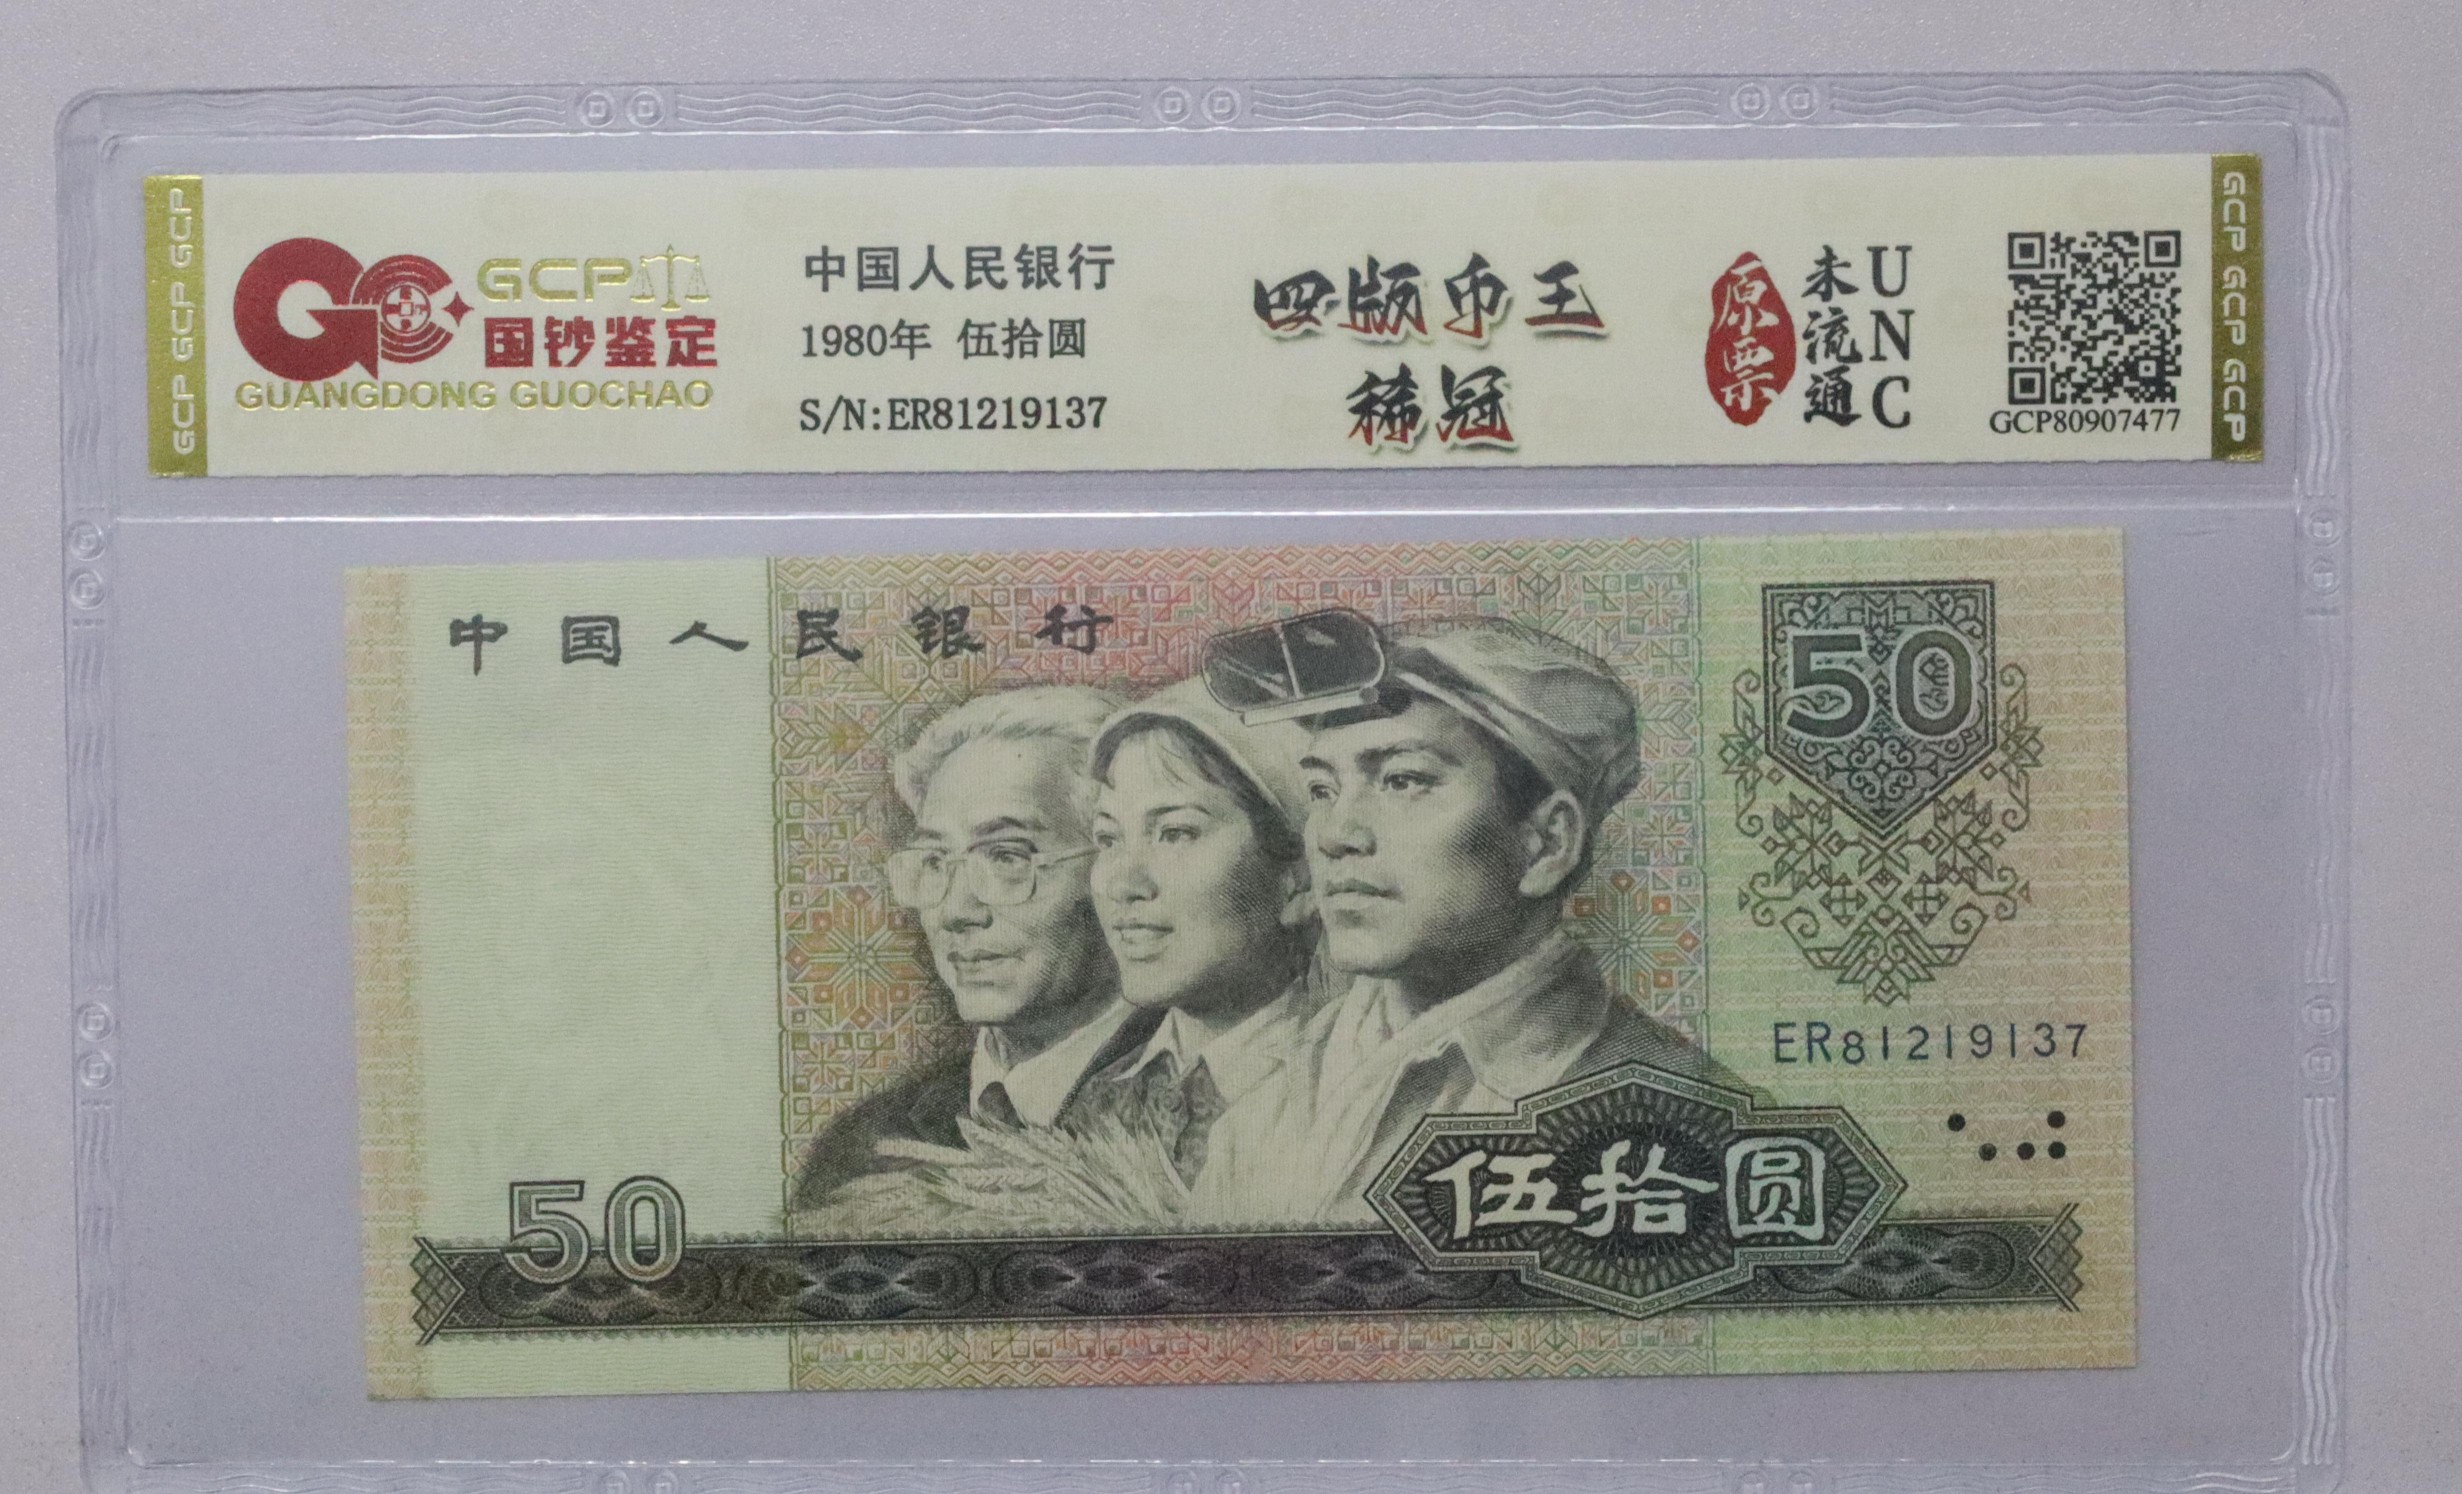 GCP GCP GCP
GCP
国钞鉴定
GUANGDONG GUOCHAO
中国人民银行
1980年 伍拾圆
S/N:ER81219137
四版币王
稀冠
原票
未流通
UNC
GCP80907477
GCP GCP GCP
中国人民银行
50
ER81219137
伍拾圆
50